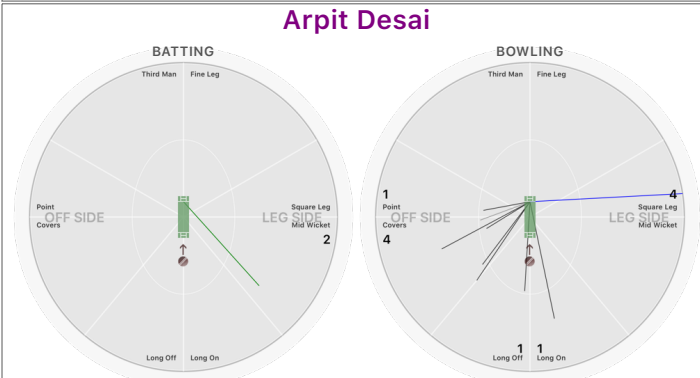 Arpit Desai
BATTING
Third Man Fine Leg
Point
OFF SIDE
Covers
Square Leg
LEG SIDE
Mid Wicket
2
Long Off Long On
BOWLING
Third Man Fine Leg
1
Point
OFF SIDE
Covers
4
4
Square Leg
LEG SIDE
Mid Wicket
1 1
Long Off Long On